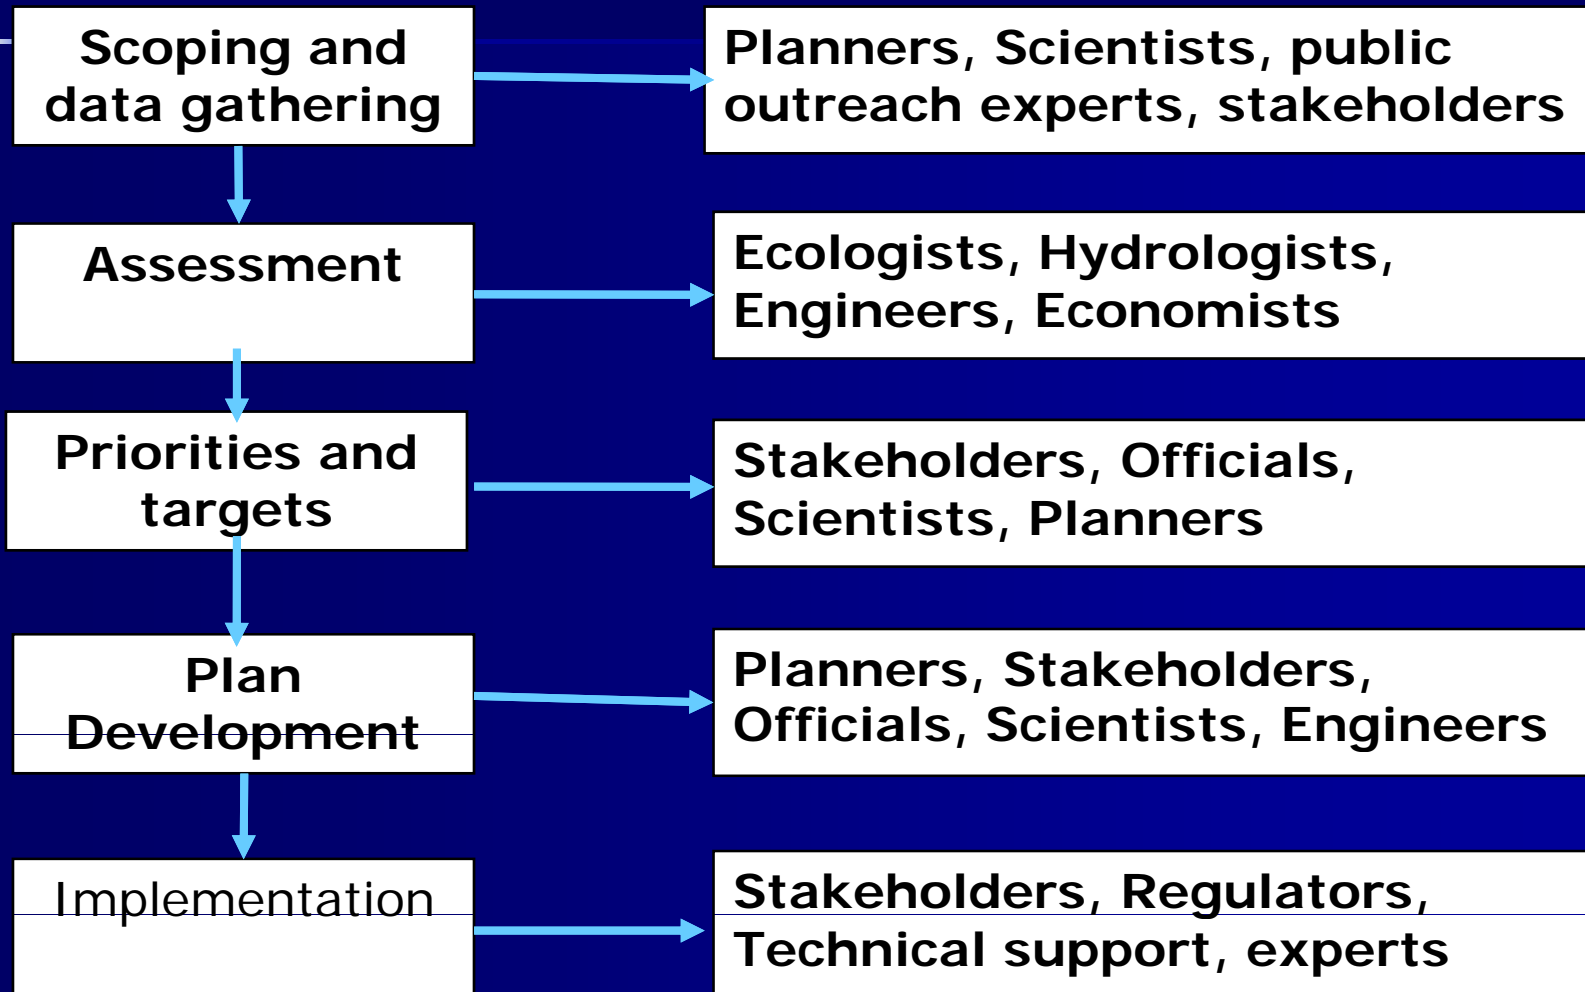 Scoping and
data gathering
Planners, Scientists, public
outreach experts, stakeholders
Assessment
Ecologists, Hydrologists,
Engineers, Economists
Priorities and
targets
Stakeholders, Officials,
Scientists, Planners
Plan
Development
Planners, Stakeholders,
Officials, Scientists, Engineers
Implementation
Stakeholders, Regulators,
Technical support, experts